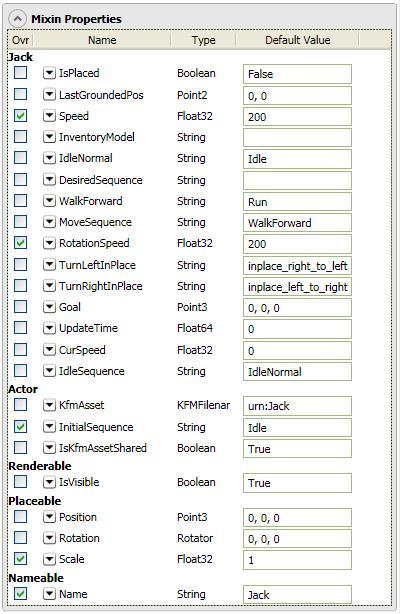 Mixin Properties
Ovr Name Type Default Value
Jack
IsPlaced Boolean False
LastGroundedPos Point2 0, 0
Speed Float32 200
InventoryModel String
IdleNormal String Idle
DesiredSequence String
WalkForward String Run
MoveSequence String WalkForward
RotationSpeed Float32 200
TurnLeftInPlace String inplace_right_to_left
TurnRightInPlace String inplace_left_to_right
Goal Point3 0, 0, 0
UpdateTime Float64 0
CurSpeed Float32 0
IdleSequence String IdleNormal
Actor
KfmAsset KFMFilenar urn:Jack
InitialSequence String Idle
IsKfmAssetShared Boolean True
Renderable
IsVisible Boolean True
Placeable
Position Point3 0, 0, 0
Rotation Rotator 0, 0, 0
Scale Float32 1
Nameable
Name String Jack